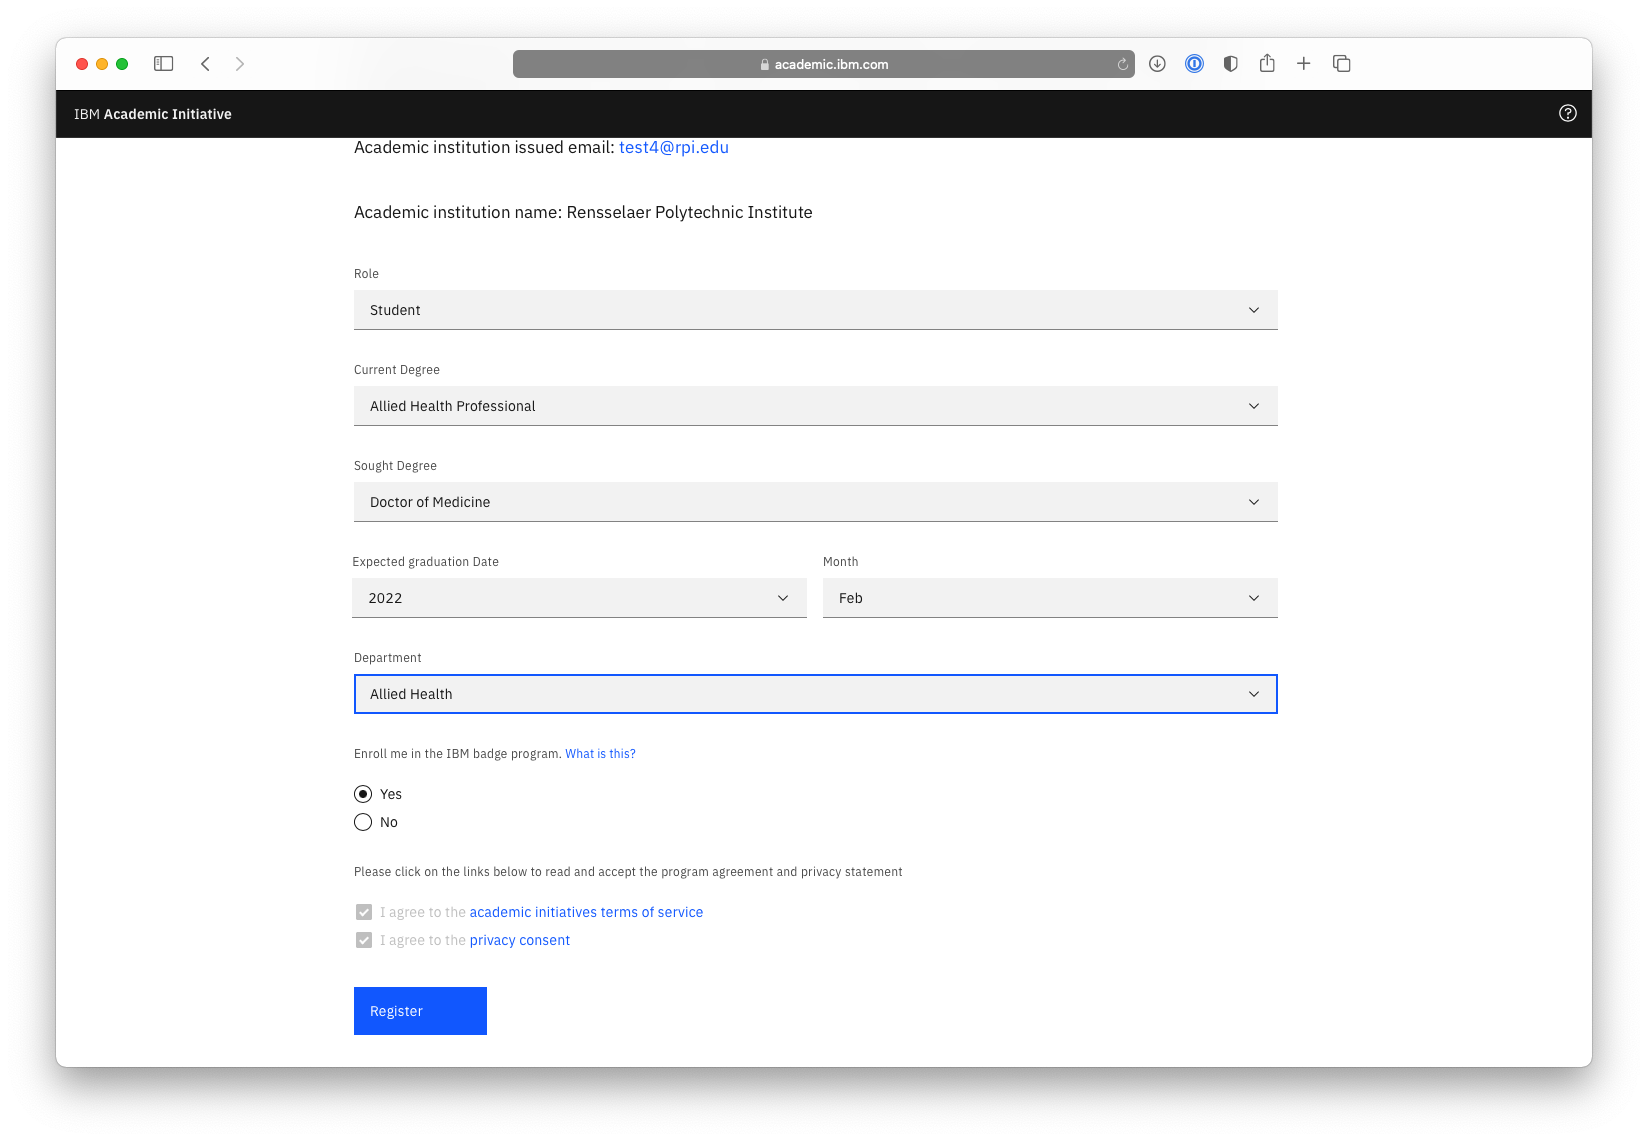 academic.ibm.com
IBM Academic Initiative
Academic institution issued email: test4@rpi.edu
Academic institution name: Rensselaer Polytechnic Institute
Role
Student
Current Degree
Allied Health Professional
Sought Degree
Doctor of Medicine
Expected graduation Date Month
2022 Feb
Department
Allied Health
Enroll me in the IBM badge program. What is this?
Yes
No
Please click on the links below to read and accept the program agreement and privacy statement
I agree to the academic initiatives terms of service
I agree to the privacy consent
Register